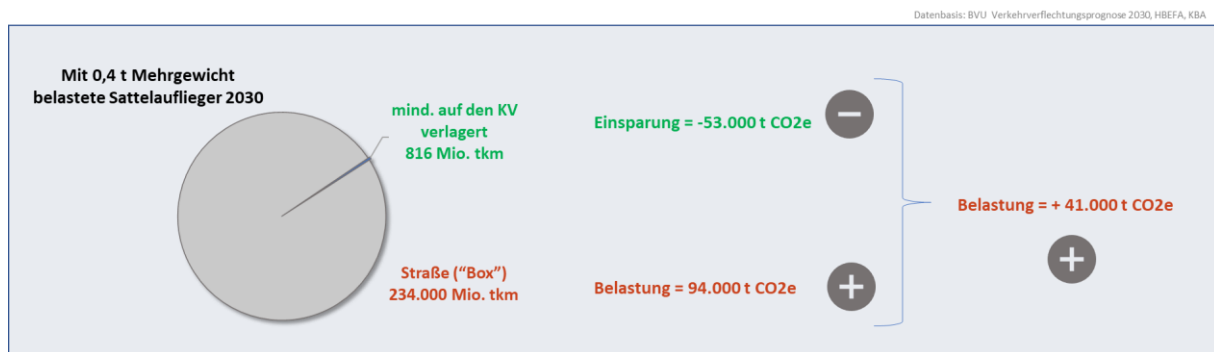 Datenbasis: BVU  Verkehrverflechtungsprognose 2030, HBEFA, KBA
Mit 0,4 t Mehrgewicht
belastete Sattelauflieger 2030
mind. auf den KV
verlagert
816 Mio. tkm
Einsparung = -53.000 t CO2e
Belastung = + 41.000 t CO2e
Straße (“Box”)
234.000 Mio. tkm
Belastung = 94.000 t CO2e